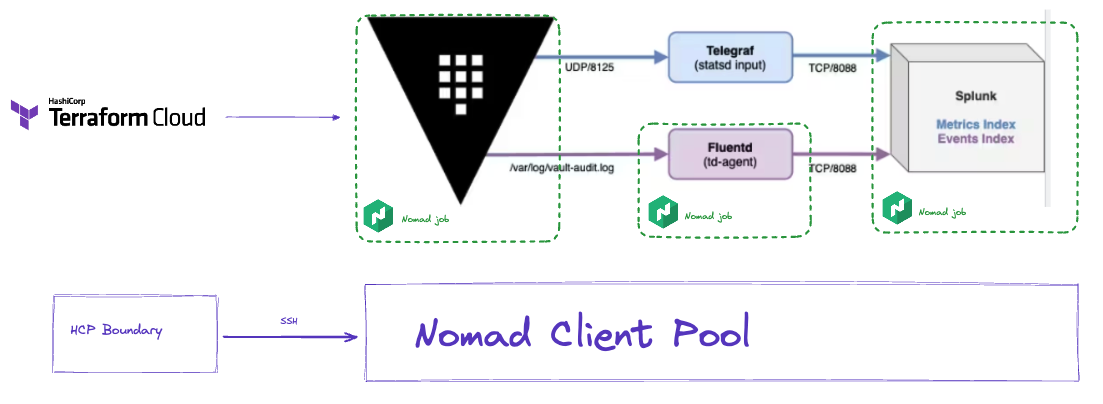 HashiCorp
Terraform Cloud
UDP/8125
Telegraf
(statsd input)
TCP/8088
Splunk
Metrics Index
Events Index
/var/log/vault-audit.log
Fluentd
(td-agent)
TCP/8088
Nomad job
Nomad job
Nomad job
HCP Boundary
SSH
Nomad Client Pool